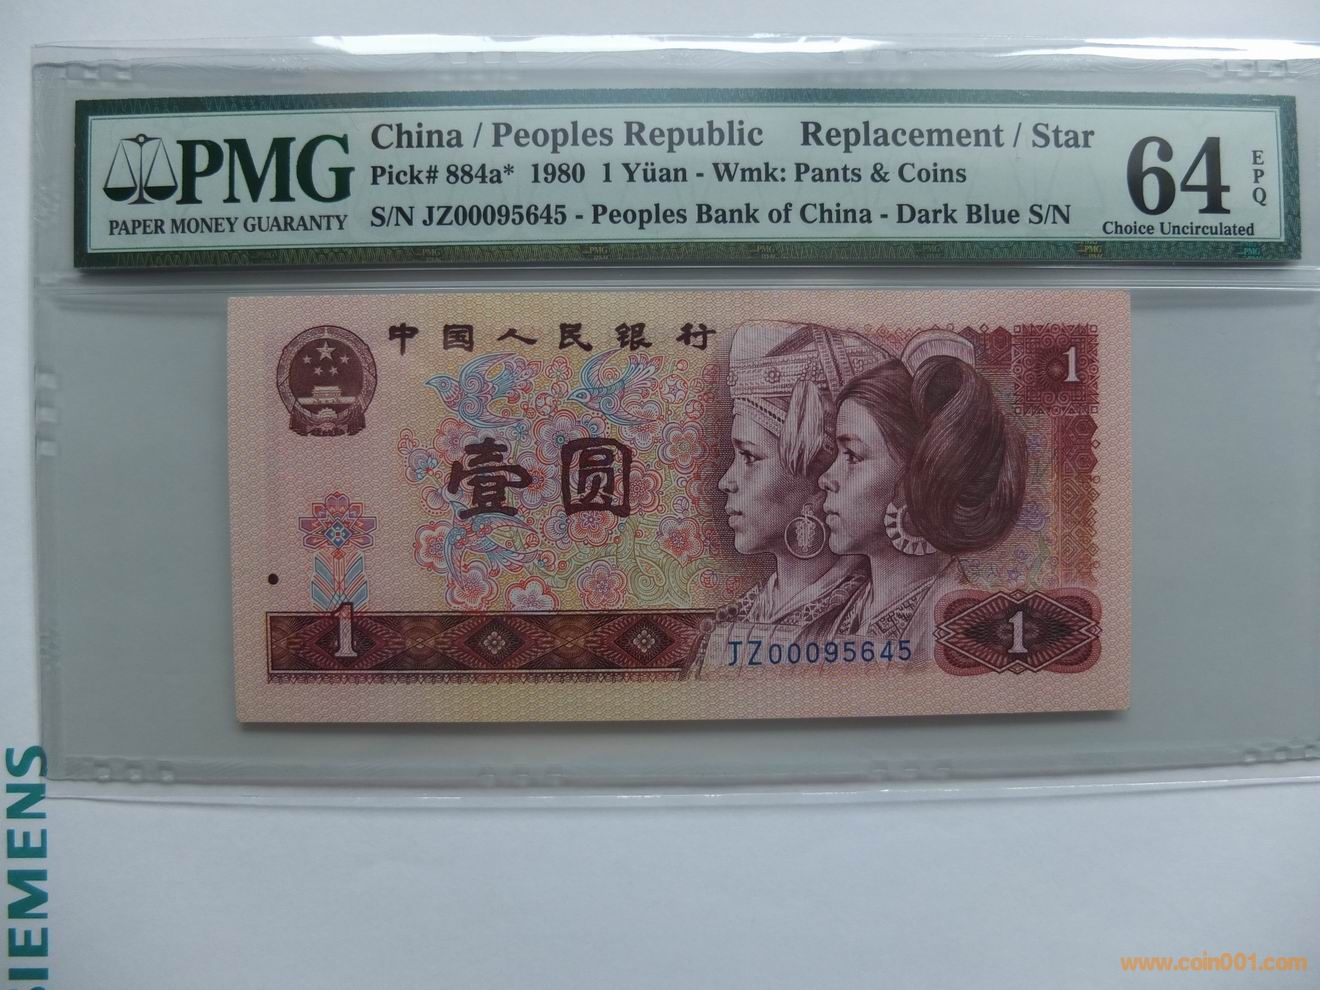 PMG
PAPER MONEY GUARANTY
China / Peoples Republic Replacement / Star
Pick# 884a* 1980 1 Yüan - Wmk: Pants & Coins
S/N JZ00095645 - Peoples Bank of China - Dark Blue S/N
64
EPQ
Choice Uncirculated
中国人民银行
1
壹圆
1
JZ00095645
1
SIEMENS
www.coin001.com